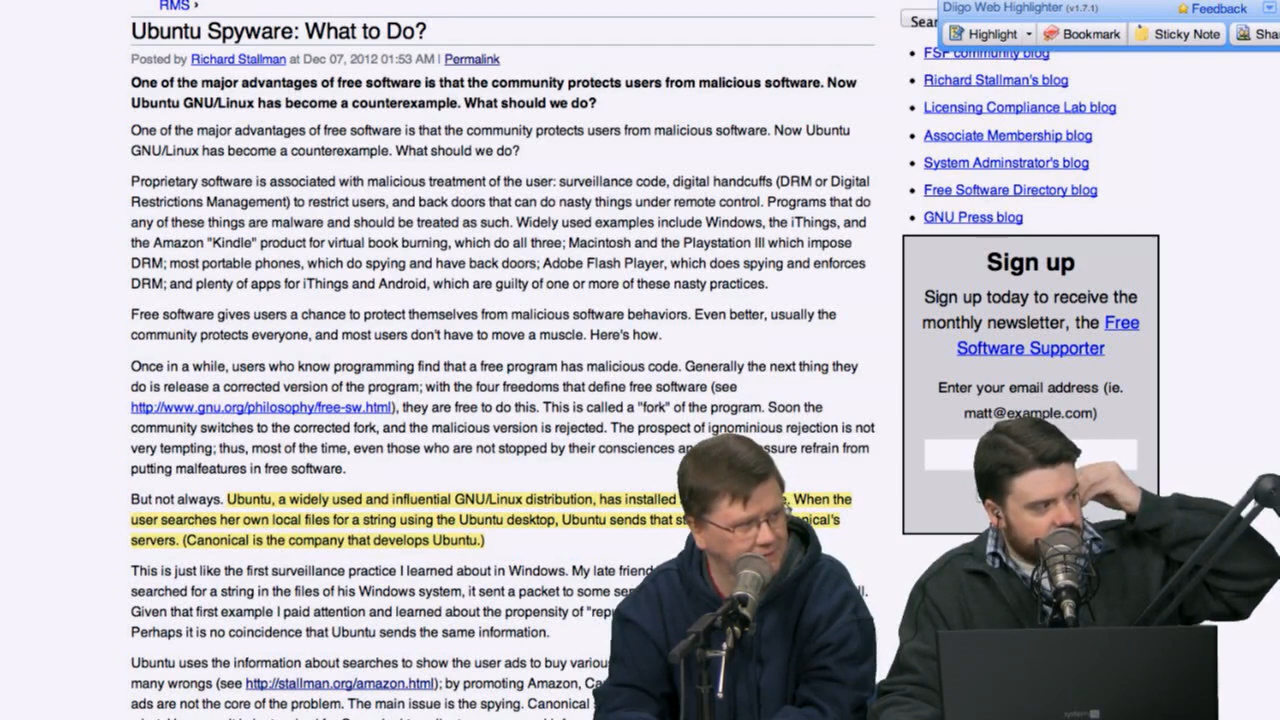 RMS ›
Ubuntu Spyware: What to Do?
Posted by Richard Stallman at Dec 07, 2012 01:53 AM | Permalink
One of the major advantages of free software is that the community protects users from malicious software. Now
Ubuntu GNU/Linux has become a counterexample. What should we do?
One of the major advantages of free software is that the community protects users from malicious software. Now Ubuntu
GNU/Linux has become a counterexample. What should we do?
Proprietary software is associated with malicious treatment of the user: surveillance code, digital handcuffs (DRM or Digital
Restrictions Management) to restrict users, and back doors that can do nasty things under remote control. Programs that do
any of these things are malware and should be treated as such. Widely used examples include Windows, the iThings, and
the Amazon "Kindle" product for virtual book burning, which do all three; Macintosh and the Playstation III which impose
DRM; most portable phones, which do spying and have back doors; Adobe Flash Player, which does spying and enforces
DRM; and plenty of apps for iThings and Android, which are guilty of one or more of these nasty practices.
Free software gives users a chance to protect themselves from malicious software behaviors. Even better, usually the
community protects everyone, and most users don't have to move a muscle. Here's how.
Once in a while, users who know programming find that a free program has malicious code. Generally the next thing they
do is release a corrected version of the program; with the four freedoms that define free software (see
http://www.gnu.org/philosophy/free-sw.html), they are free to do this. This is called a "fork" of the program. Soon the
community switches to the corrected fork, and the malicious version is rejected. The prospect of ignominious rejection is not
very tempting; thus, most of the time, even those who are not stopped by their consciences refrain from
putting malfeatures in free software.
But not always. Ubuntu, a widely used and influential GNU/Linux distribution, has installed When the
user searches her own local files for a string using the Ubuntu desktop, Ubuntu sends that
servers. (Canonical is the company that develops Ubuntu.)
This is just like the first surveillance practice I learned about in Windows. My late
searched for a string in the files of his Windows system, it sent a packet to some
Given that first example I paid attention and learned about the propensity of
Perhaps it is no coincidence that Ubuntu sends the same information.
Ubuntu uses the information about searches to show the user ads to buy
many wrongs (see http://stallman.org/amazon.html); by promoting Amazon,
ads are not the core of the problem. The main issue is the spying. Canonical
Diigo Web Highlighter (v1.7.1)
Feedback
Highlight
Bookmark
Sticky Note
FSF community blog
Richard Stallman's blog
Licensing Compliance Lab blog
Associate Membership blog
System Adminstrator's blog
Free Software Directory blog
GNU Press blog
Sign up
Sign up today to receive the
monthly newsletter, the Free
Software Supporter
Enter your email address (ie.
matt@example.com)